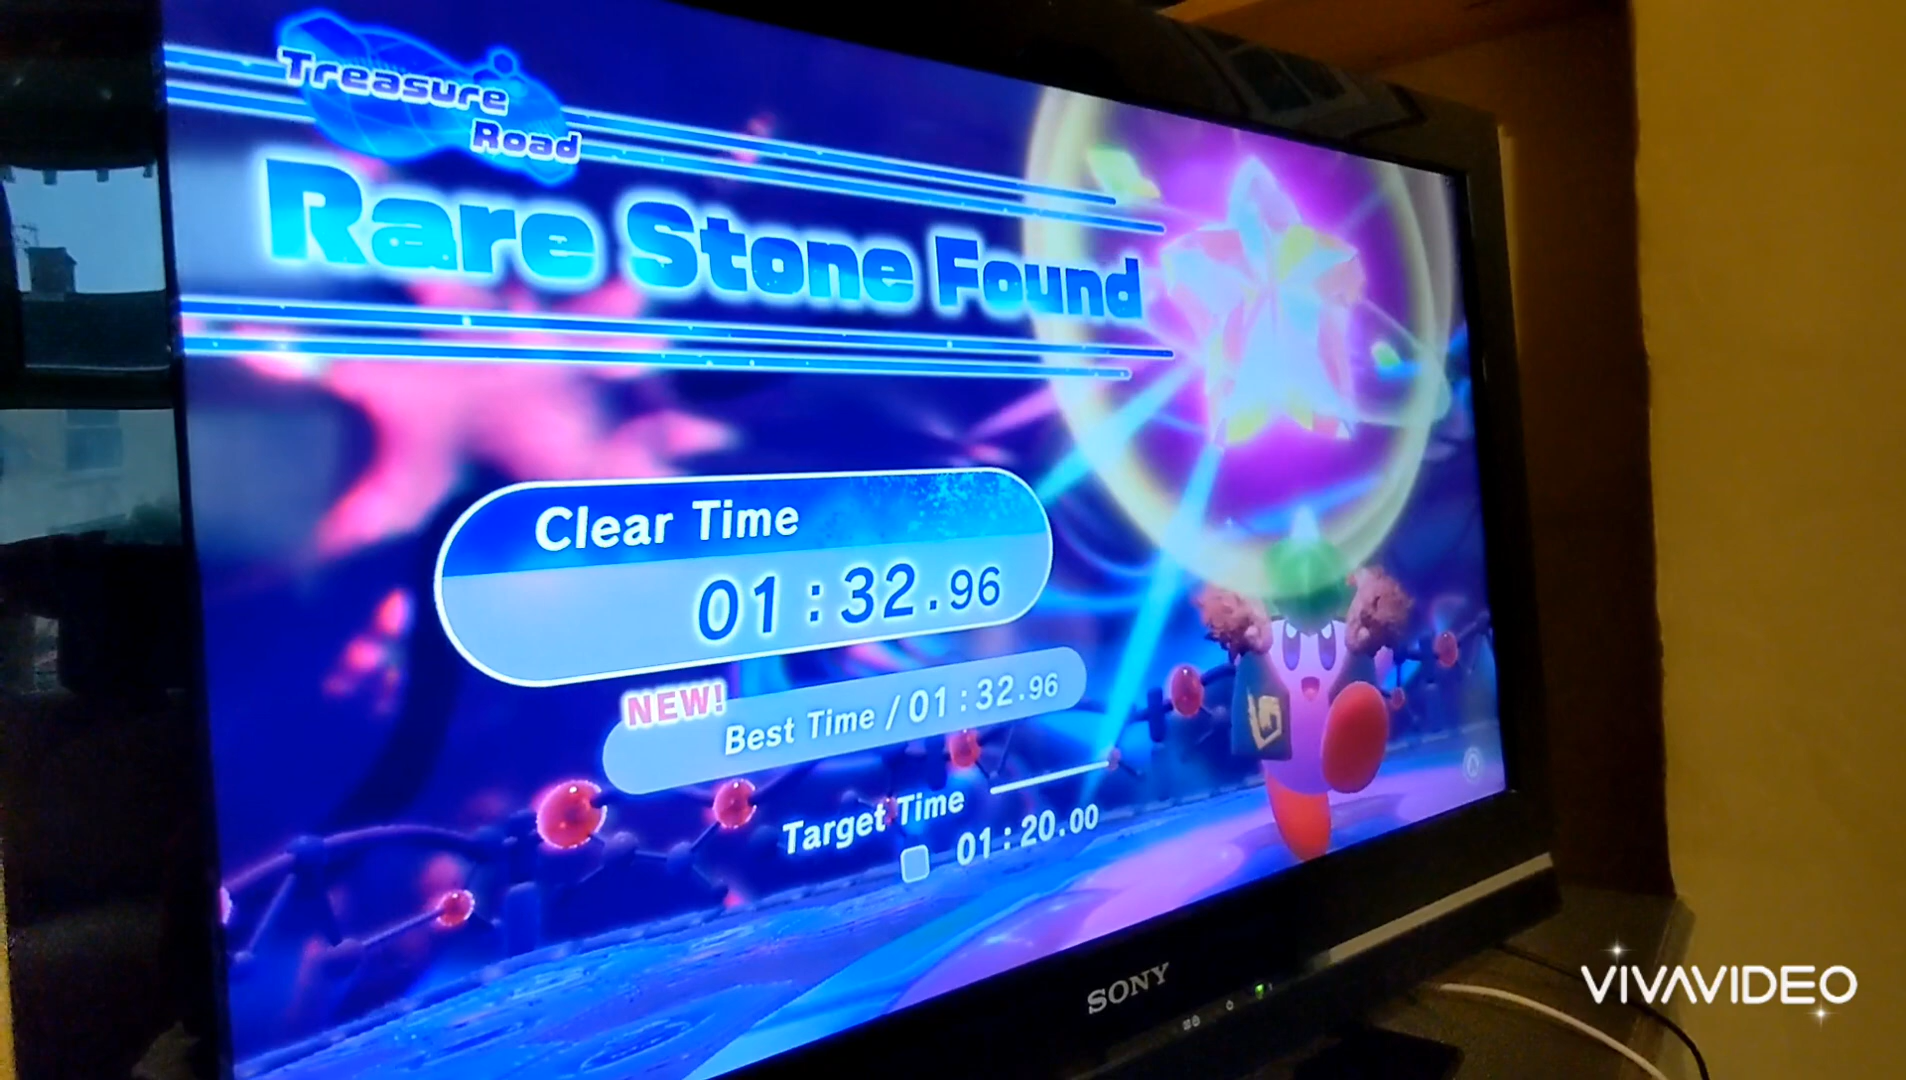 Treasure
Road
Rare Stone Found
Clear Time
01:32.96
NEW!
Best Time / 01:32.96
Target Time
01:20.00
SONY
VIVAVIDEO